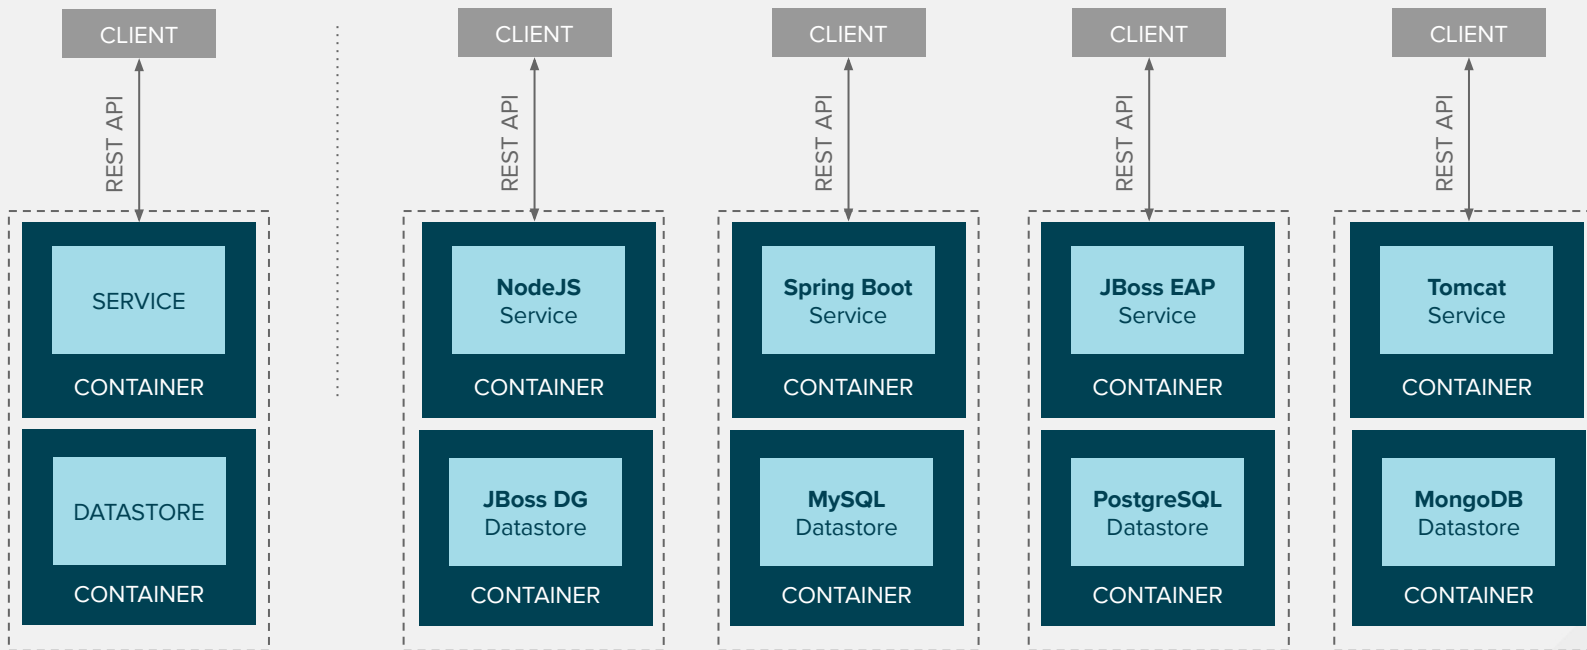 CLIENT
REST API
SERVICE
CONTAINER
DATASTORE
CONTAINER
CLIENT
REST API
NodeJS
Service
CONTAINER
JBoss DG
Datastore
CONTAINER
CLIENT
REST API
Spring Boot
Service
CONTAINER
MySQL
Datastore
CONTAINER
CLIENT
REST API
JBoss EAP
Service
CONTAINER
PostgreSQL
Datastore
CONTAINER
CLIENT
REST API
Tomcat
Service
CONTAINER
MongoDB
Datastore
CONTAINER